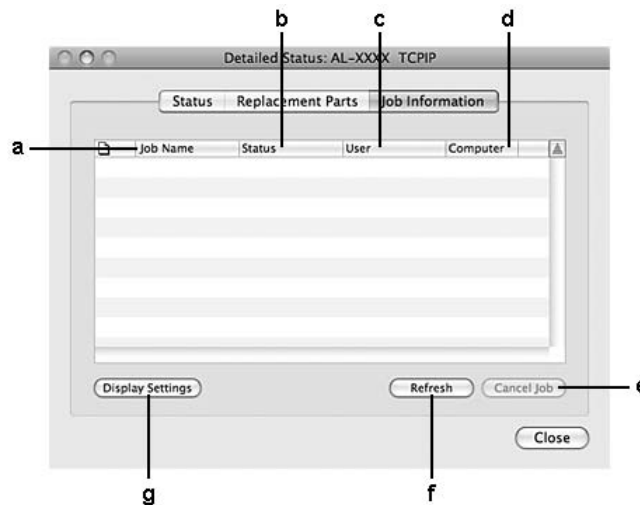 b c d
Detailed Status: AL-XXXX TCPIP
Status Replacement Parts Job Information
a Job Name Status User Computer
Display Settings Refresh Cancel Job e
Close
g f